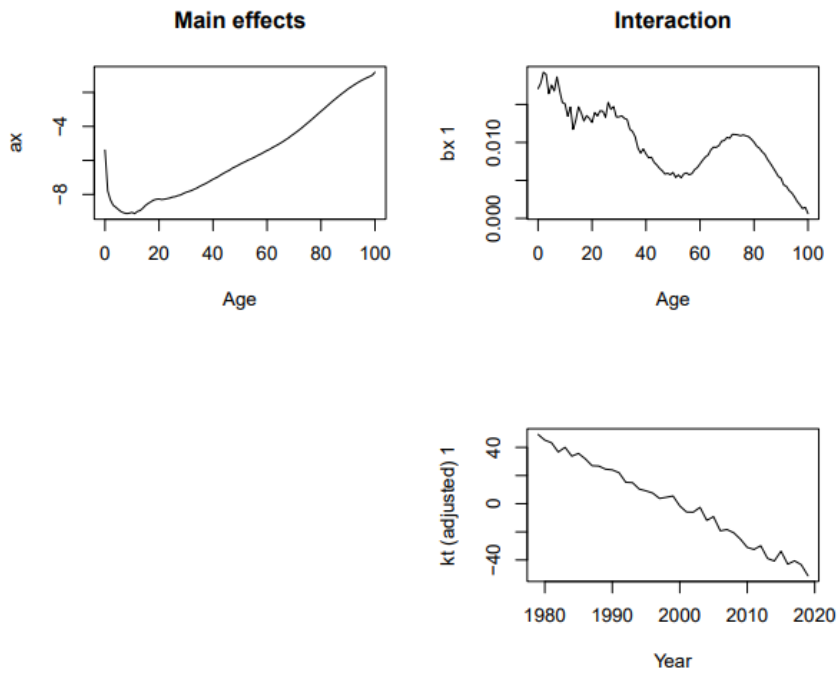 Main effects
ax
-4
-8
0 20 40 60 80 100
Age
Interaction
bx 1
0.010
0.000
0 20 40 60 80 100
Age
kt (adjusted) 1
40
0
-40
1980 1990 2000 2010 2020
Year